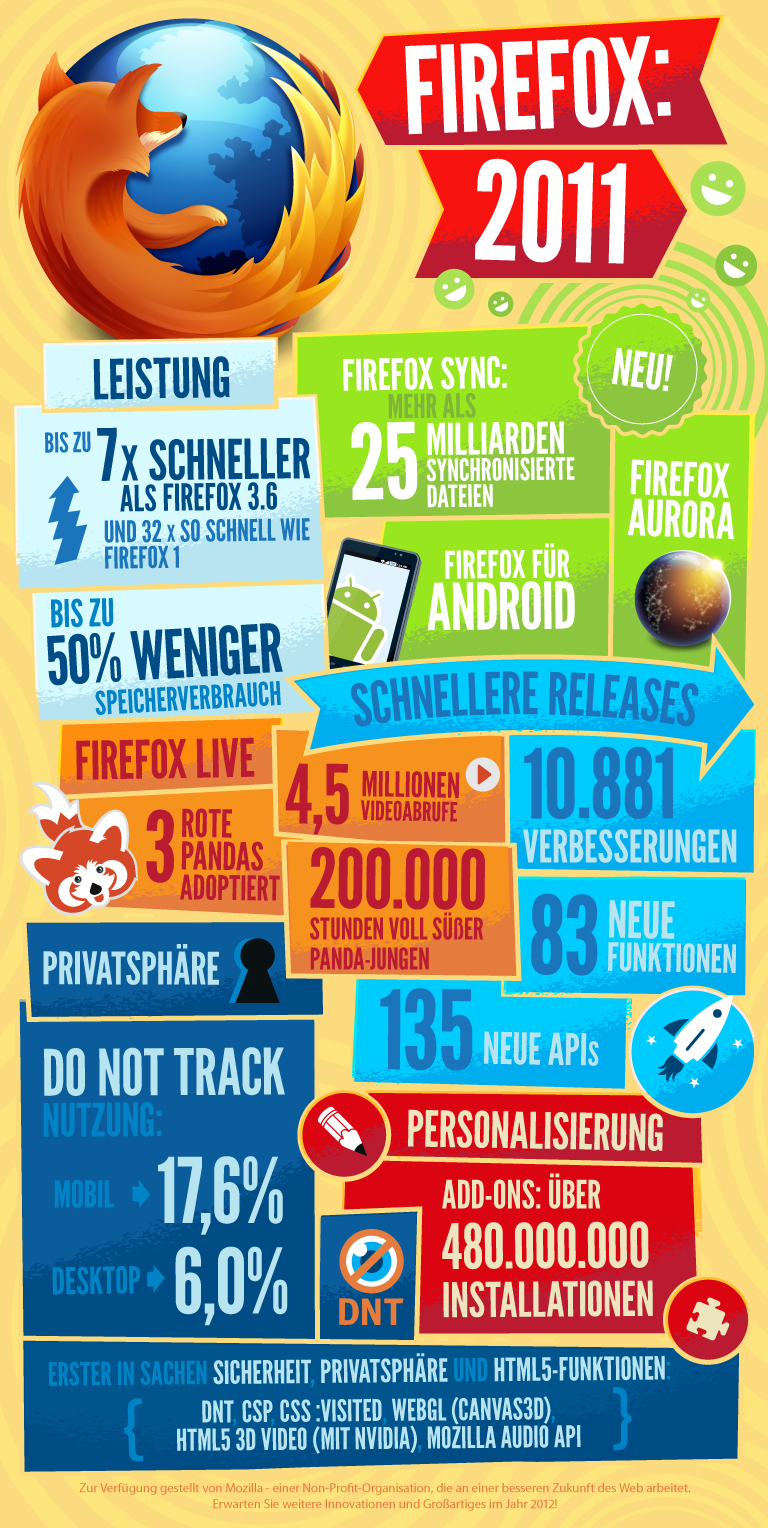 FIREFOX:
2011
LEISTUNG
BIS ZU 7x SCHNELLER
ALS FIREFOX 3.6
UND 32 x SO SCHNELL WIE
FIREFOX 1
BIS ZU
50% WENIGER
SPEICHERVERBRAUCH
FIREFOX SYNC:
MEHR ALS
25 MILLIARDEN
SYNCHRONISIERTE
DATEIEN
NEU!
FIREFOX
AURORA
FIREFOX FÜR
ANDROID
SCHNELLERE RELEASES
FIREFOX LIVE
3 ROTE
PANDAS
ADOPTIERT
4,5 MILLIONEN
VIDEOABRUFE
200.000
STUNDEN VOLL SÜßER
PANDA-JUNGEN
10.881
VERBESSERUNGEN
83 NEUE
FUNKTIONEN
135 NEUE APIs
PRIVATSPHÄRE
DO NOT TRACK
NUTZUNG:
MOBIL 17,6%
DESKTOP 6,0%
DNT
PERSONALISIERUNG
ADD-ONS: ÜBER
480.000.000
INSTALLATIONEN
ERSTER IN SACHEN SICHERHEIT, PRIVATSPHÄRE UND HTML5-FUNKTIONEN:
{ DNT, CSP, CSS :VISITED, WEBGL (CANVAS3D), }
HTML5 3D VIDEO (MIT NVIDIA), MOZILLA AUDIO API
Zur Verfügung gestellt von Mozilla - einer Non-Profit-Organisation, die an einer besseren Zukunft des Web arbeitet.
Erwarten Sie weitere Innovationen und Großartiges im Jahr 2012!